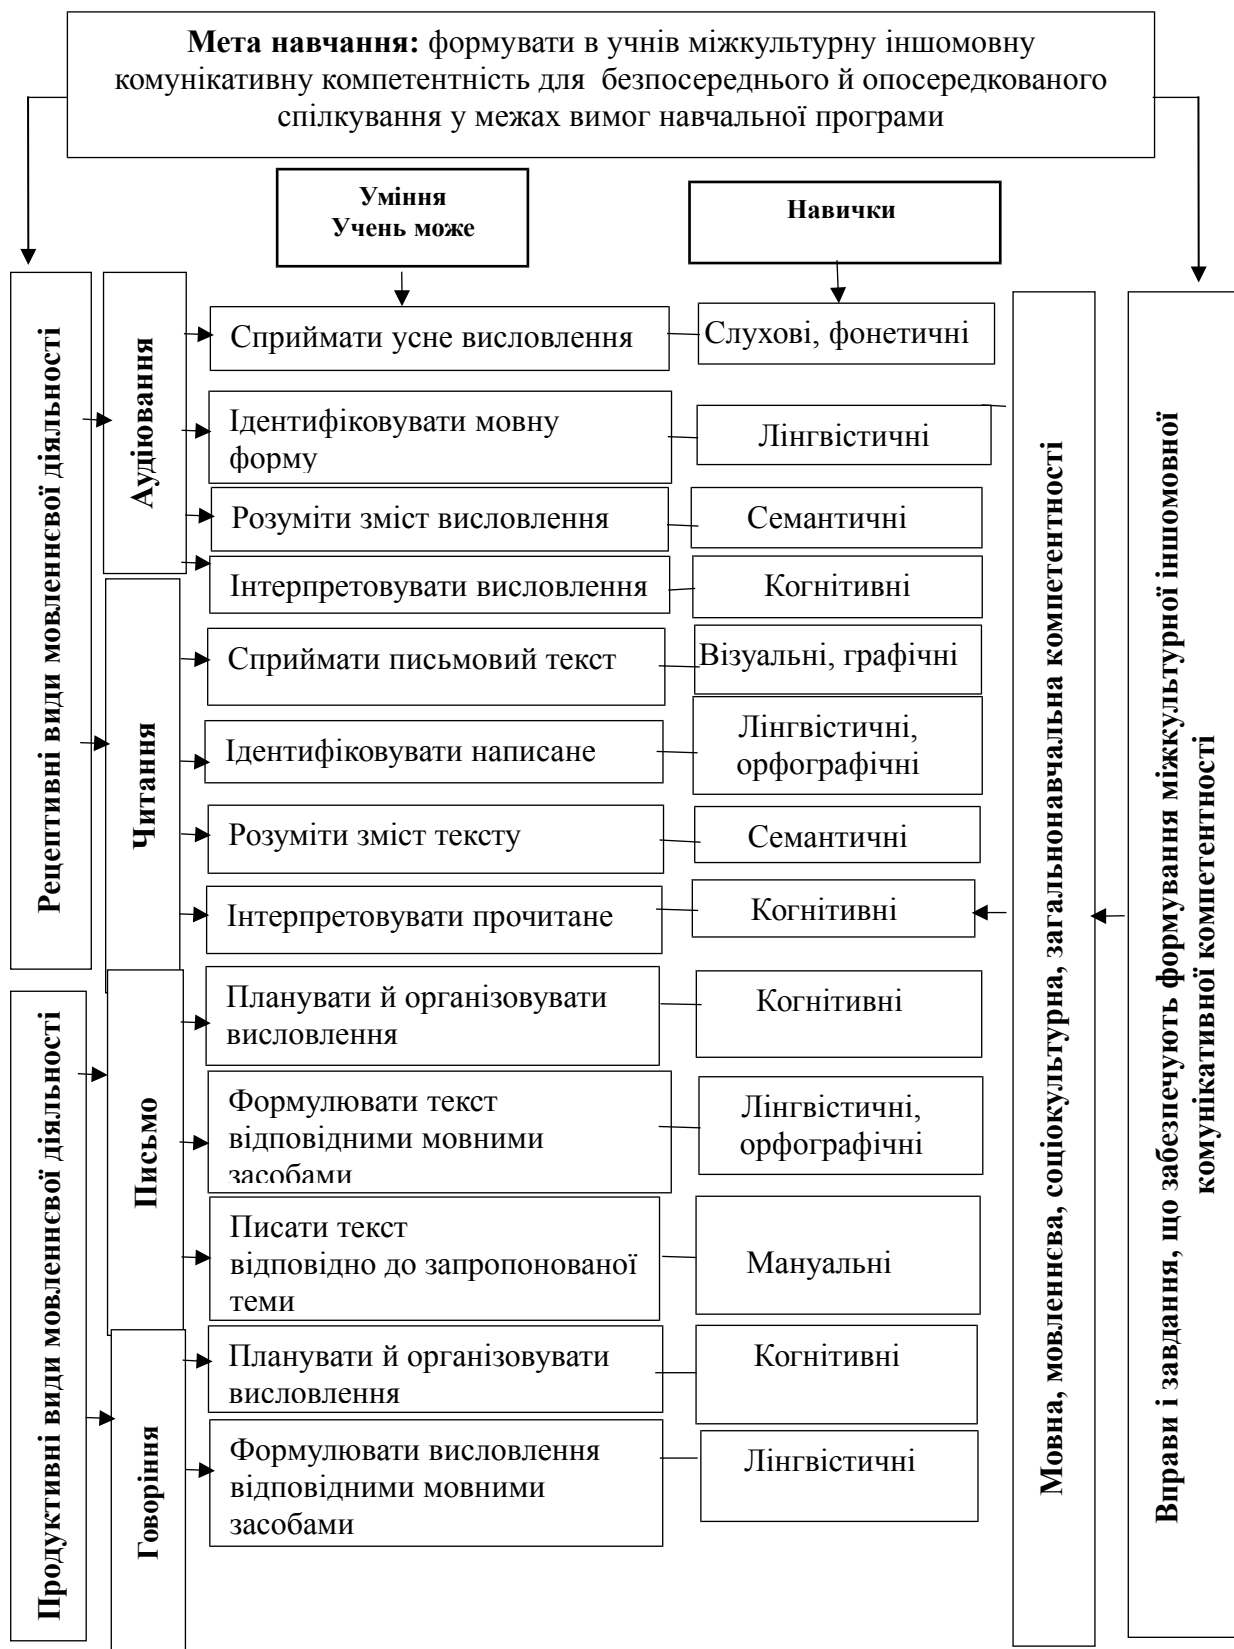 Мета навчання: формувати в учнів міжкультурну іншомовну
комунікативну компетентність для безпосереднього й опосередкованого
спілкування у межах вимог навчальної програми
Уміння
Учень може
Навички
Рецептивні види мовленнєвої діяльності
Аудіювання
Сприймати усне висловлення
Слухові, фонетичні
Ідентифіковувати мовну
форму
Лінгвістичні
Розуміти зміст висловлення
Семантичні
Інтерпретовувати висловлення
Когнітивні
Читання
Сприймати письмовий текст
Візуальні, графічні
Ідентифіковувати написане
Лінгвістичні,
орфографічні
Розуміти зміст тексту
Семантичні
Інтерпретовувати прочитане
Когнітивні
Продуктивні види мовленнєвої діяльності
Письмо
Планувати й організовувати
висловлення
Когнітивні
Формулювати текст
відповідними мовними
засобами
Лінгвістичні,
орфографічні
Писати текст
відповідно до запропонованої
теми
Мануальні
Говоріння
Планувати й організовувати
висловлення
Когнітивні
Формулювати висловлення
відповідними мовними
засобами
Лінгвістичні
Мовна, мовленнєва, соціокультурна, загальнонавчальна компетентності
Вправи і завдання, що забезпечують формування міжкультурної іншомовної
комунікативної компетентності